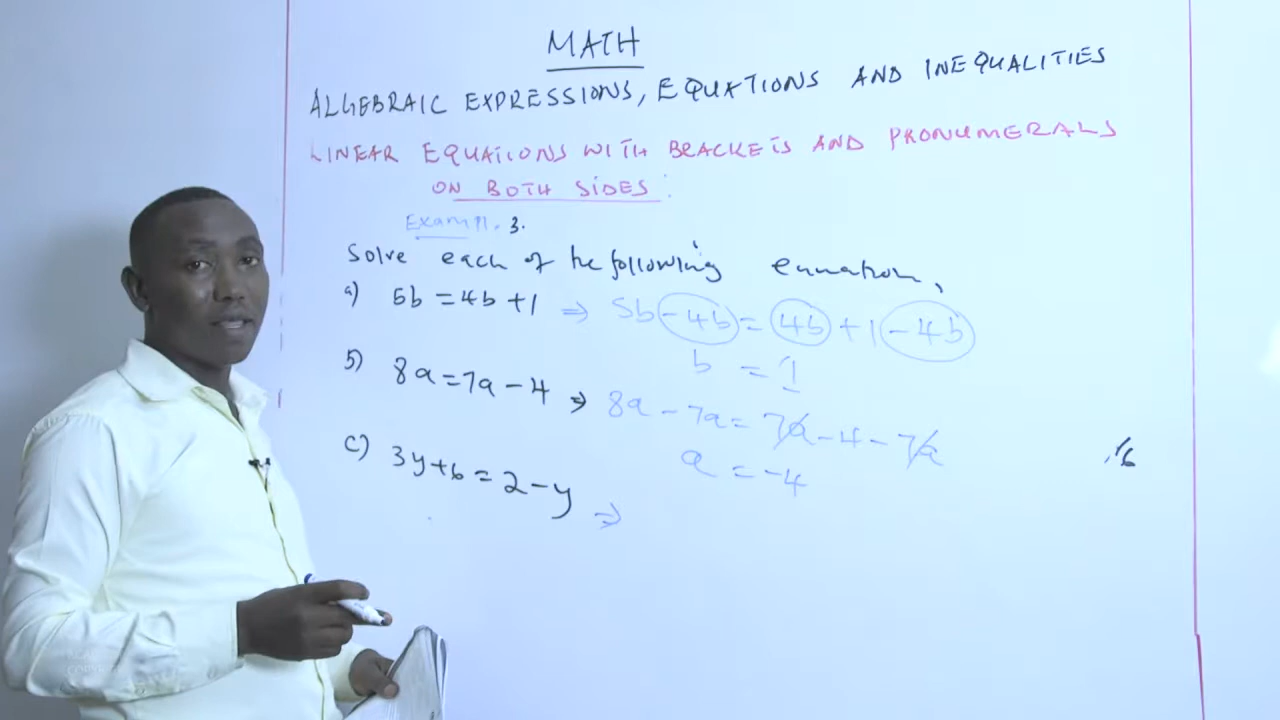 MATH
ALGEBRAIC EXPRESSIONS, EQUATIONS AND INEQUALITIES
LINEAR EQUATIONS WITH BRACKETS AND PRONUMERALS
ON BOTH SIDES:
3.
Solve each of the following equation,
a) 5b = 4b + 1 ⇒ 5b - 4b = 4b + 1 - 4b
b = 1
b) 8a = 7a - 4 ⇒ 8a - 7a = 7a - 4 - 7a
a = -4
c) 3y + 6 = 2 - y ⇒